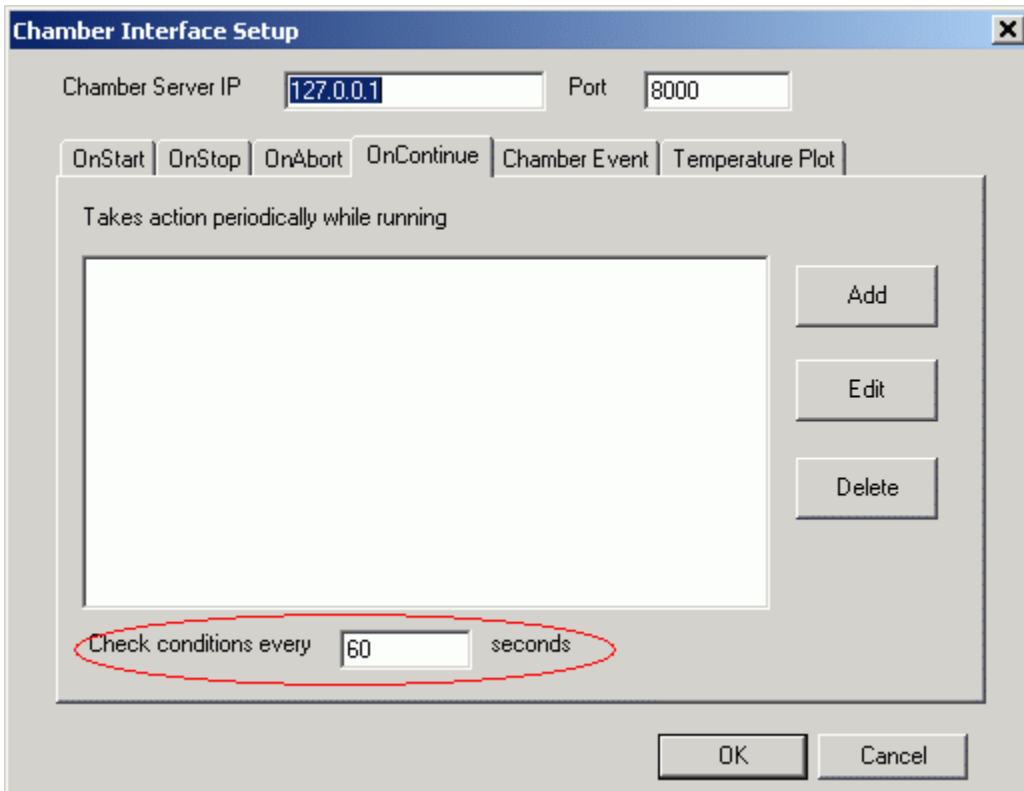 Chamber Interface Setup
Chamber Server IP 127.0.0.1 Port 8000
OnStart OnStop OnAbort OnContinue Chamber Event Temperature Plot
Takes action periodically while running
Add
Edit
Delete
Check conditions every 60 seconds
OK Cancel